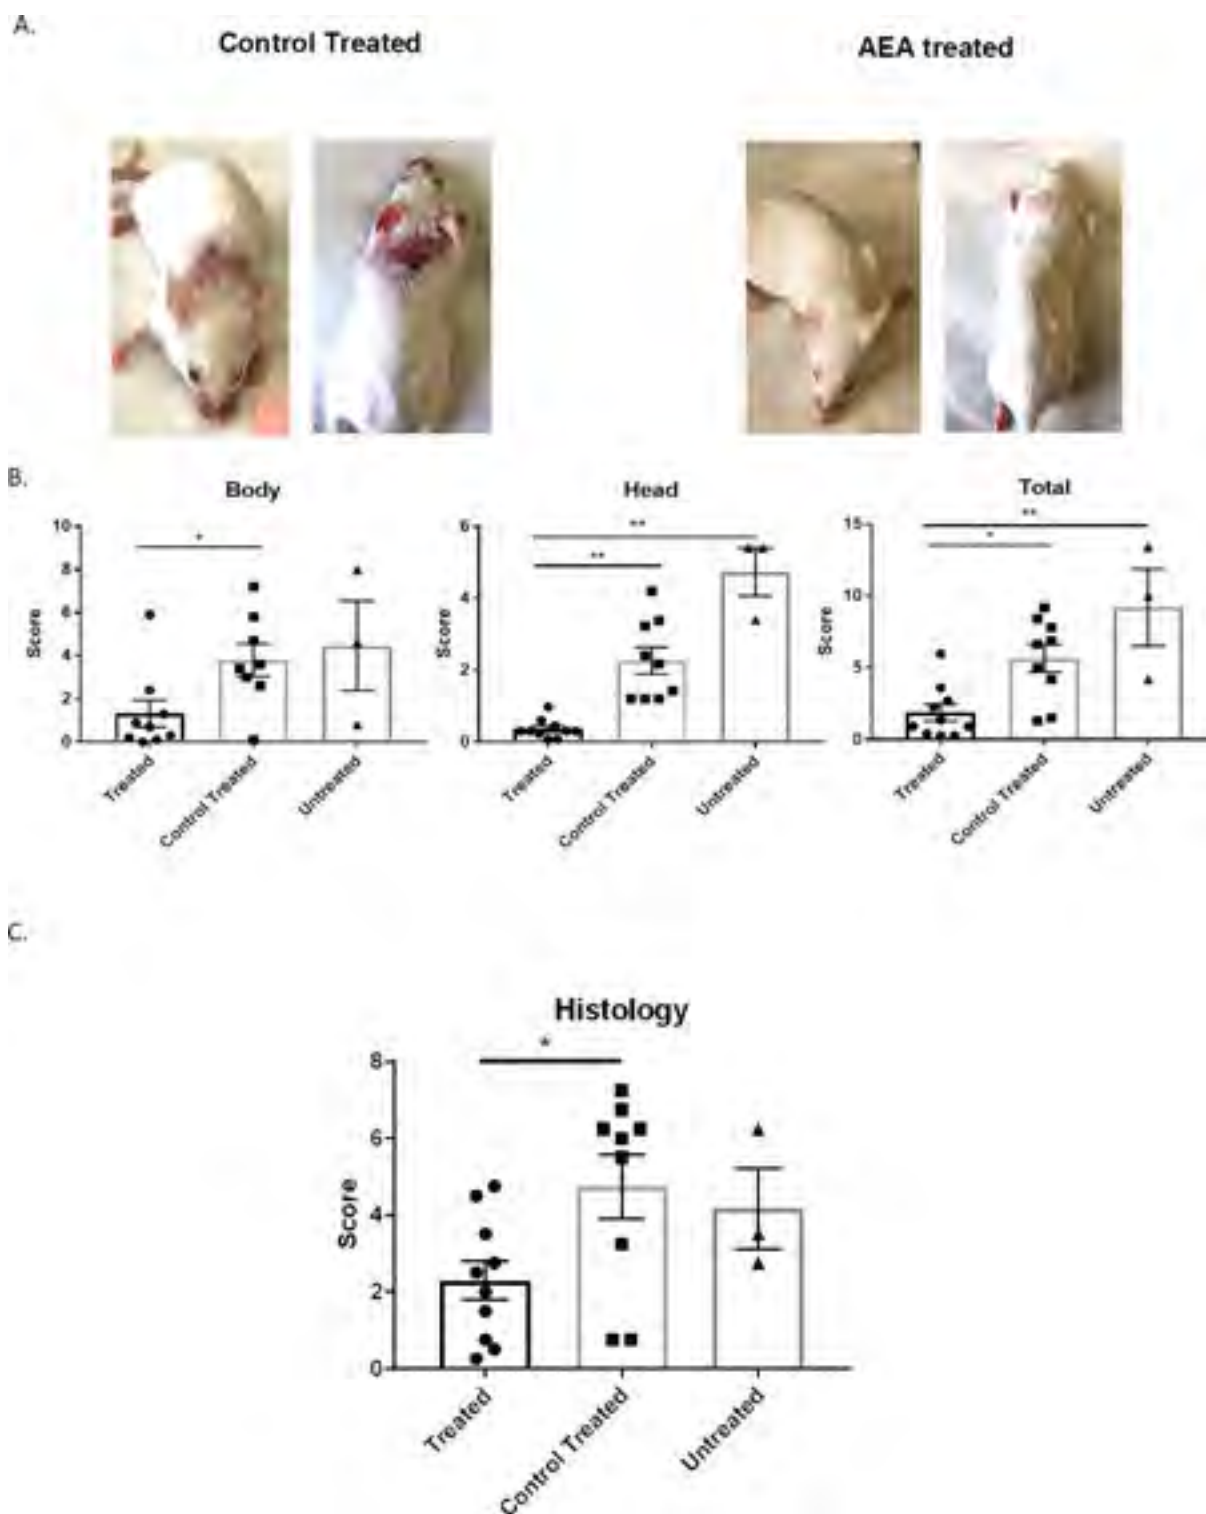 A.
Control Treated
AEA treated
B.
Body
Score
10
8
6
4
2
0
*
Treated
Control Treated
Untreated
Head
Score
6
4
2
0
**
**
Treated
Control Treated
Untreated
Total
Score
15
10
5
0
**
*
Treated
Control Treated
Untreated
C.
Histology
Score
8
6
4
2
0
*
Treated
Control Treated
Untreated